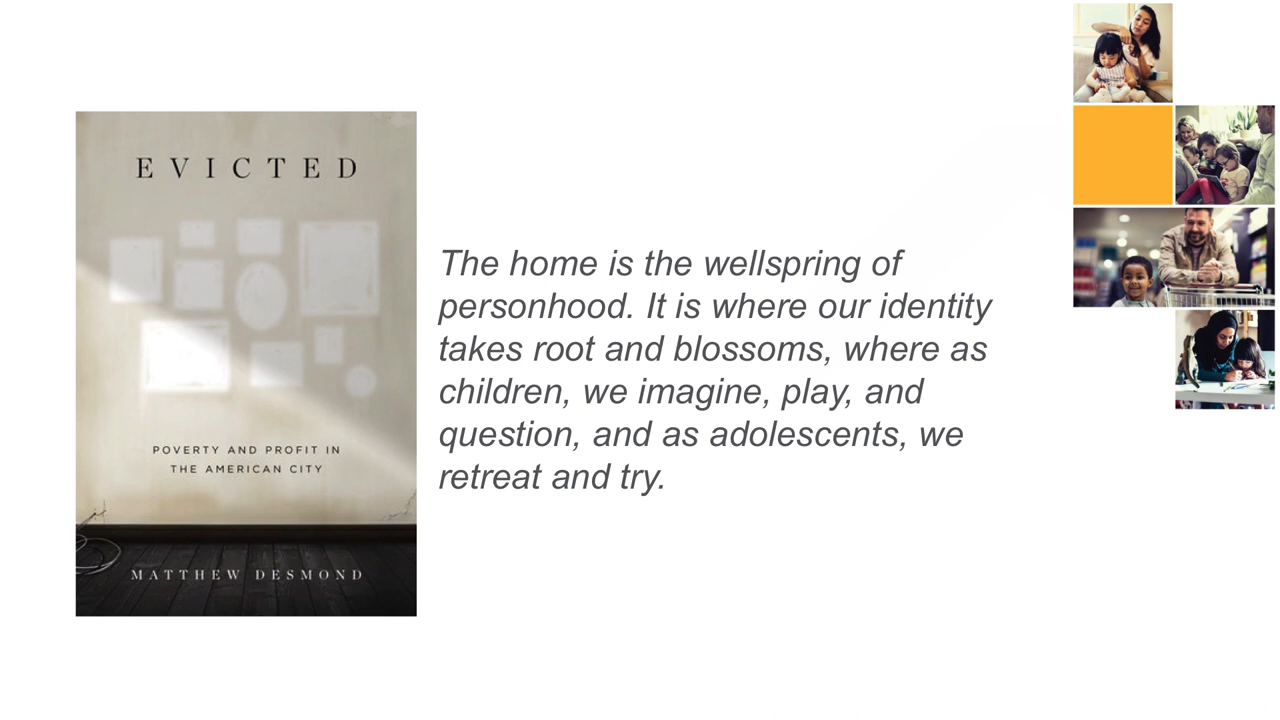 EVICTED
POVERTY AND PROFIT IN
THE AMERICAN CITY
MATTHEW DESMOND
The home is the wellspring of
personhood. It is where our identity
takes root and blossoms, where as
children, we imagine, play, and
question, and as adolescents, we
retreat and try.